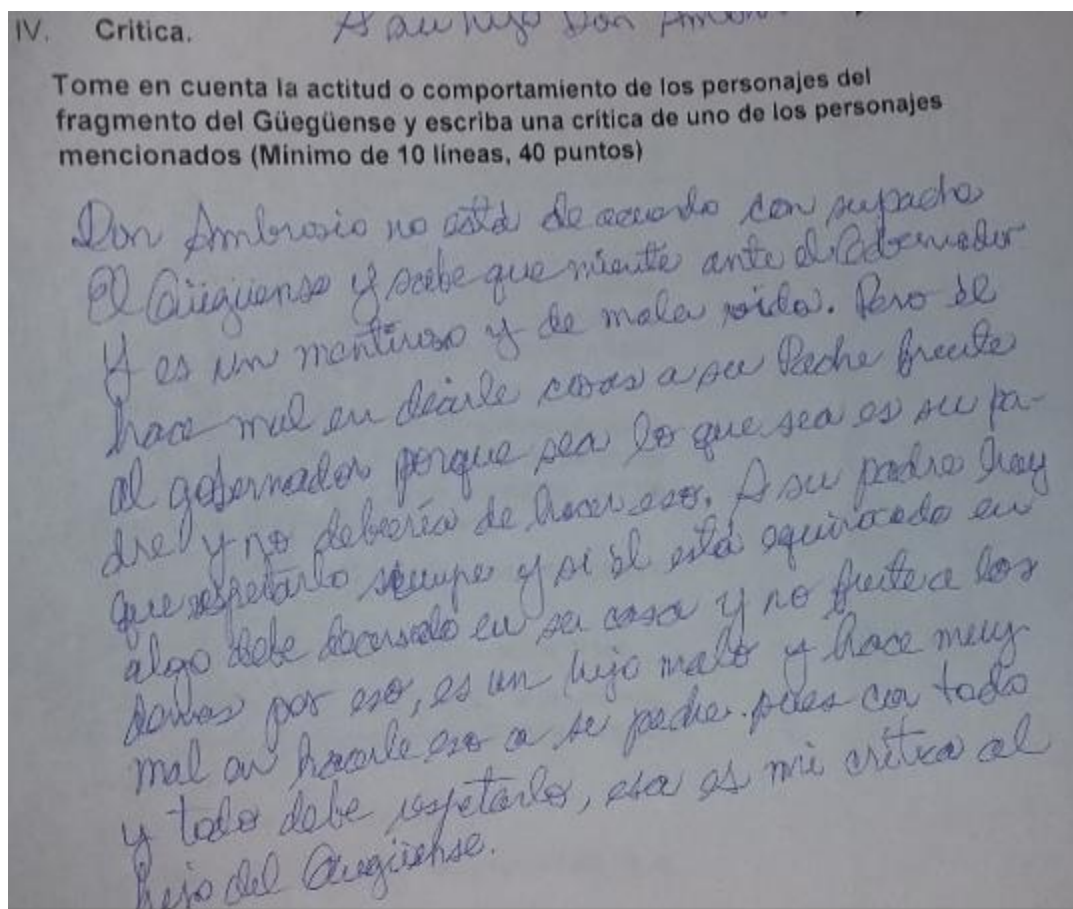 IV. Critica. A su hijo Don Am
Tome en cuenta la actitud o comportamiento de los personajes del
fragmento del Güegüense y escriba una crítica de uno de los personajes
mencionados (Mínimo de 10 líneas, 40 puntos)
Don Ambrosio no está de acuerdo con su padre
El Güegüense y sabe que miente ante el Gobernador
Y es un mentiroso y de mala vida. Pero él
hace mal en decirle cosas a su Padre frente
al gobernador porque sea lo que sea es su pa-
dre y no debería de hacer eso. A su padre hay
que respetarlo siempre y si él está equivocado en
algo debe decírselo en su casa y no frente a los
demás por eso, es un hijo malo y hace muy
mal en hacerle eso a su padre. pues con todo
y todo debe respetarlo, esa es mi crítica al
hijo del Güegüense.